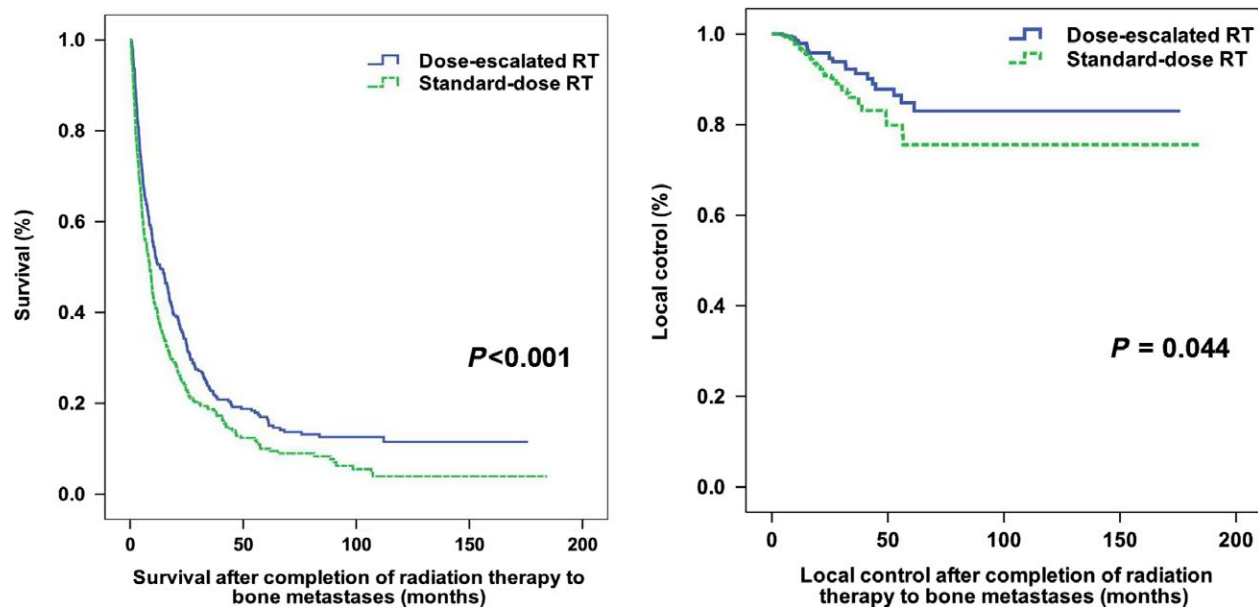 Dose-escalated RT
Standard-dose RT
1.0
0.8
0.6
0.4
0.2
0.0
Survival (%)
P<0.001
0 50 100 150 200
Survival after completion of radiation therapy to
bone metastases (months)
Dose-escalated RT
Standard-dose RT
1.0
0.8
0.6
0.4
0.2
0.0
Local cotrol (%)
P = 0.044
0 50 100 150 200
Local control after completion of radiation
therapy to bone metastases (months)